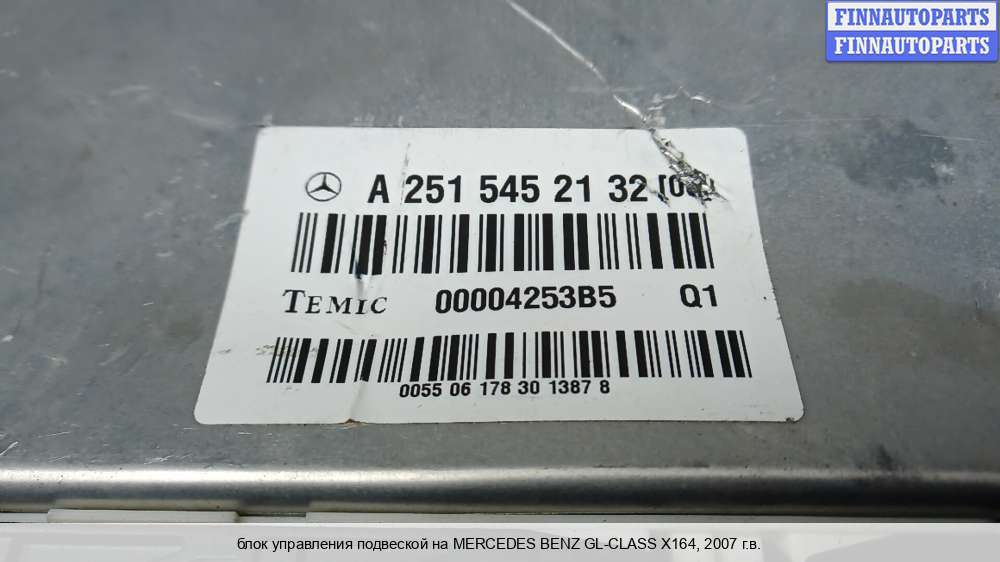 FINNAUTOPARTS
FINNAUTOPARTS
A 251 545 21 32
TEMIC 00004253B5 Q1
0055 06 178 30 1387 8
блок управления подвеской на MERCEDES BENZ GL-CLASS X164, 2007 г.в.